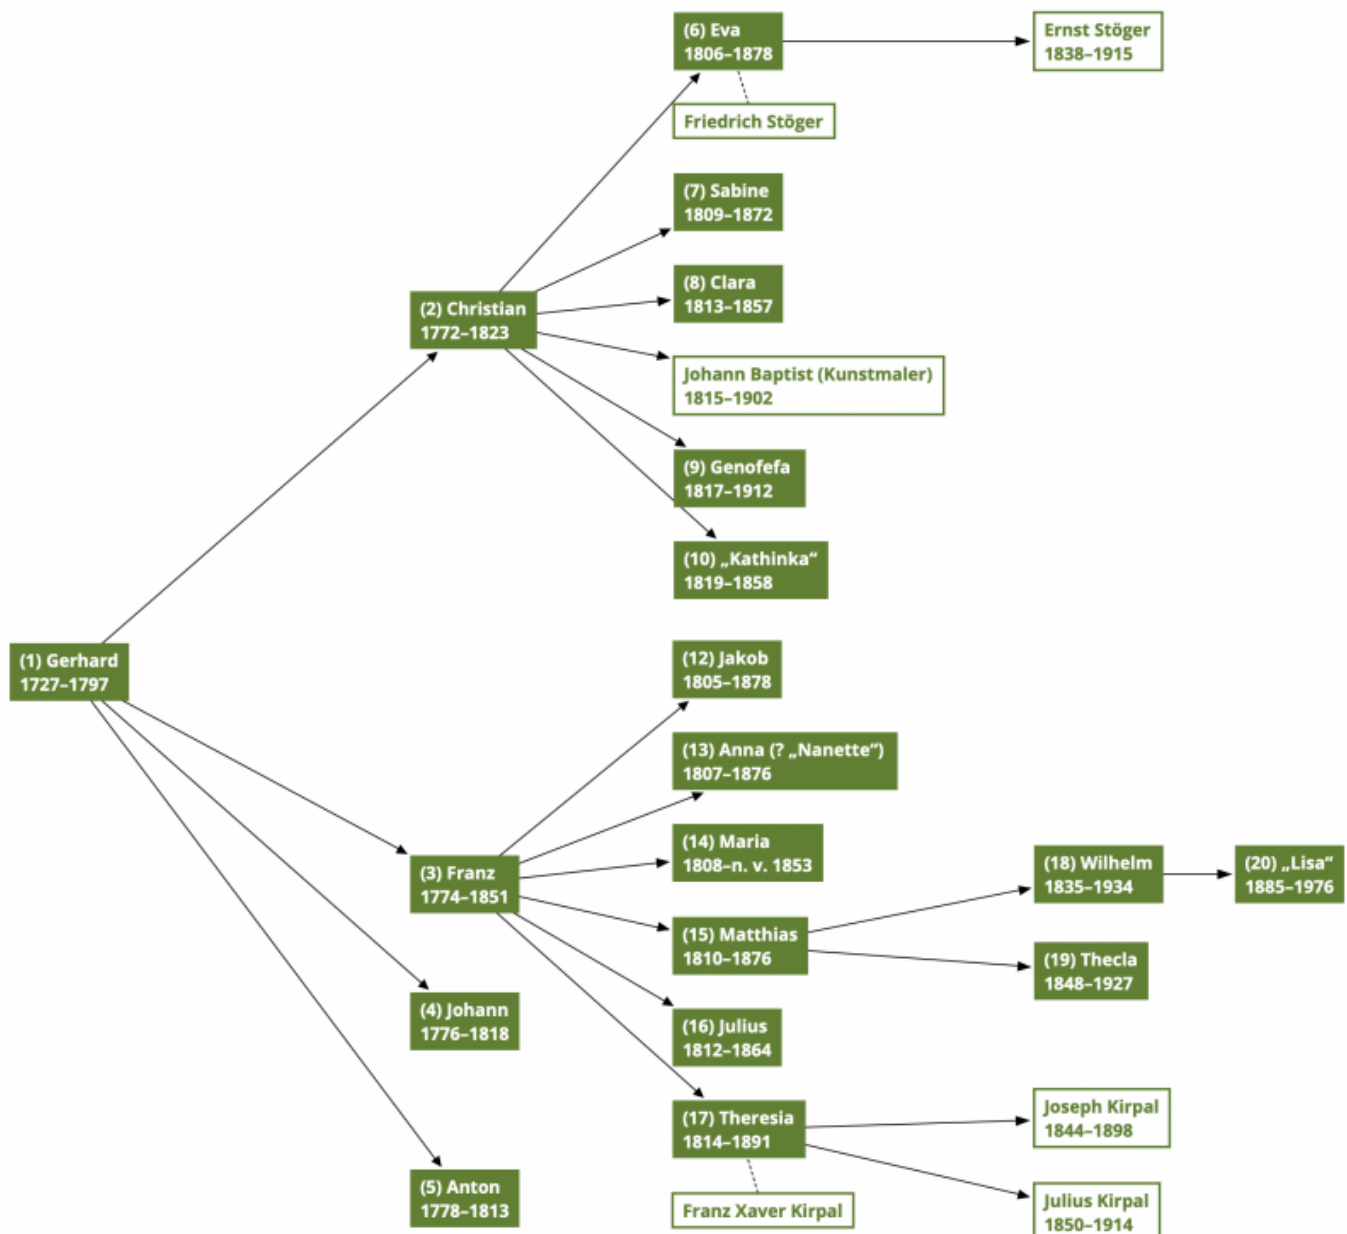 (6) Eva
1806–1878
Ernst Stöger
1838–1915
Friedrich Stöger
(7) Sabine
1809–1872
(8) Clara
1813–1857
(2) Christian
1772–1823
Johann Baptist (Kunstmaler)
1815–1902
(9) Genofefa
1817–1912
(10) „Kathinka“
1819–1858
(1) Gerhard
1727–1797
(12) Jakob
1805–1878
(13) Anna (? „Nanette“)
1807–1876
(14) Maria
1808–n. v. 1853
(3) Franz
1774–1851
(18) Wilhelm
1835–1934
(20) „Lisa“
1885–1976
(15) Matthias
1810–1876
(19) Thecla
1848–1927
(4) Johann
1776–1818
(16) Julius
1812–1864
(17) Theresia
1814–1891
Joseph Kirpal
1844–1898
(5) Anton
1778–1813
Franz Xaver Kirpal
Julius Kirpal
1850–1914